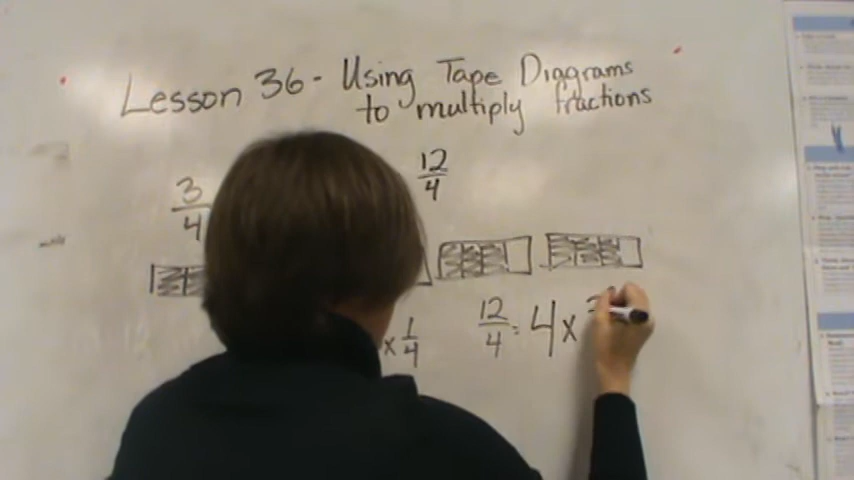 Lesson 36 - Using Tape Diagrams
to multiply fractions
3/4
12/4
x 1/4
12/4 = 4 x